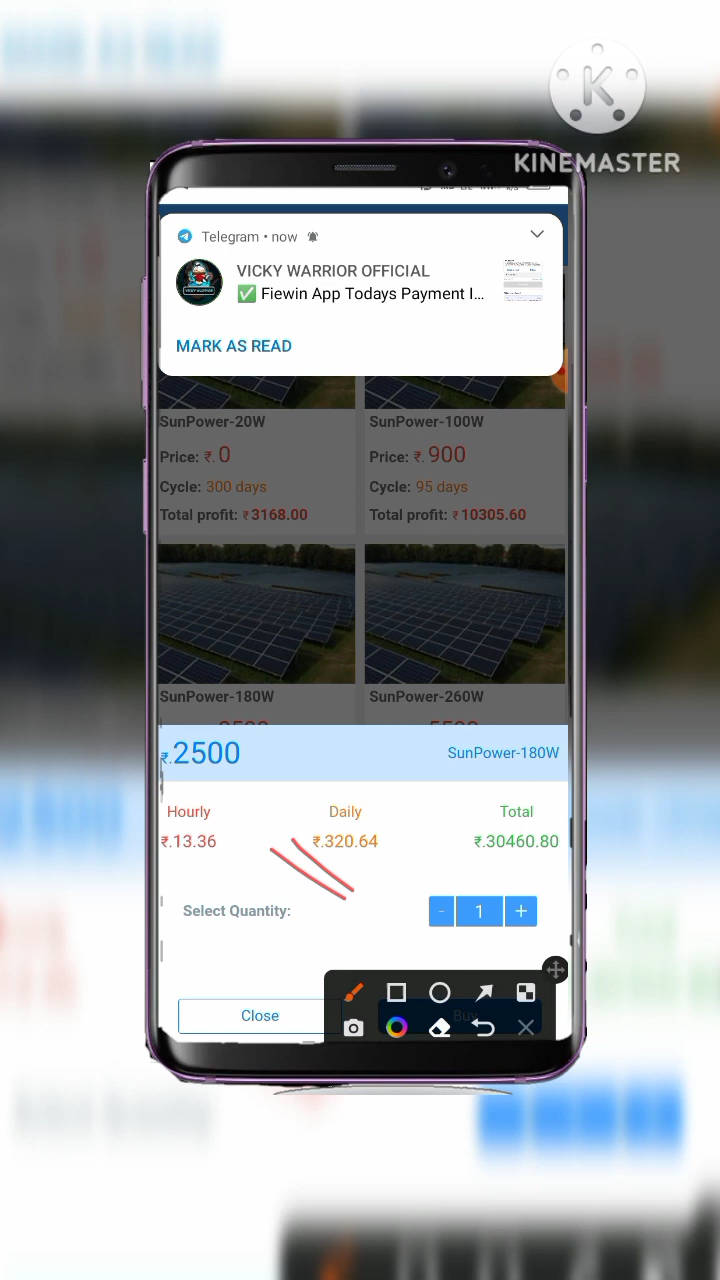 KINEMASTER
Telegram • now
VICKY WARRIOR OFFICIAL
✅ Fiewin App Todays Payment I...
MARK AS READ
SunPower-20W
SunPower-100W
Price: ₹. 0
Price: ₹. 900
Cycle: 300 days
Cycle: 95 days
Total profit: ₹ 3168.00
Total profit: ₹ 10305.60
SunPower-180W
SunPower-260W
₹.2500
SunPower-180W
Hourly
Daily
Total
₹.13.36
₹.320.64
₹.30460.80
Select Quantity:
- 1 +
Close
Buy